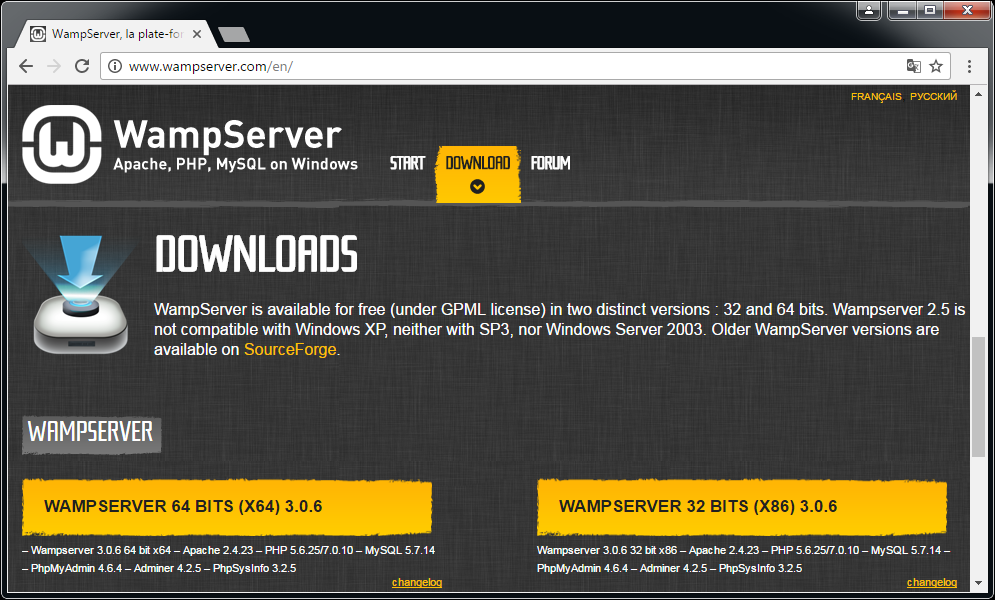 WampServer, la plate-for
www.wampserver.com/en/
FRANÇAIS РУССКИЙ
W
WampServer
Apache, PHP, MySQL on Windows
START DOWNLOAD FORUM
DOWNLOADS
WampServer is available for free (under GPML license) in two distinct versions : 32 and 64 bits. Wampserver 2.5 is
not compatible with Windows XP, neither with SP3, nor Windows Server 2003. Older WampServer versions are
available on SourceForge.
WAMPSERVER
WAMPSERVER 64 BITS (X64) 3.0.6
– Wampserver 3.0.6 64 bit x64 – Apache 2.4.23 – PHP 5.6.25/7.0.10 – MySQL 5.7.14
– PhpMyAdmin 4.6.4 – Adminer 4.2.5 – PhpSysInfo 3.2.5
changelog
WAMPSERVER 32 BITS (X86) 3.0.6
Wampserver 3.0.6 32 bit x86 – Apache 2.4.23 – PHP 5.6.25/7.0.10 – MySQL 5.7.14 –
PhpMyAdmin 4.6.4 – Adminer 4.2.5 – PhpSysInfo 3.2.5
changelog